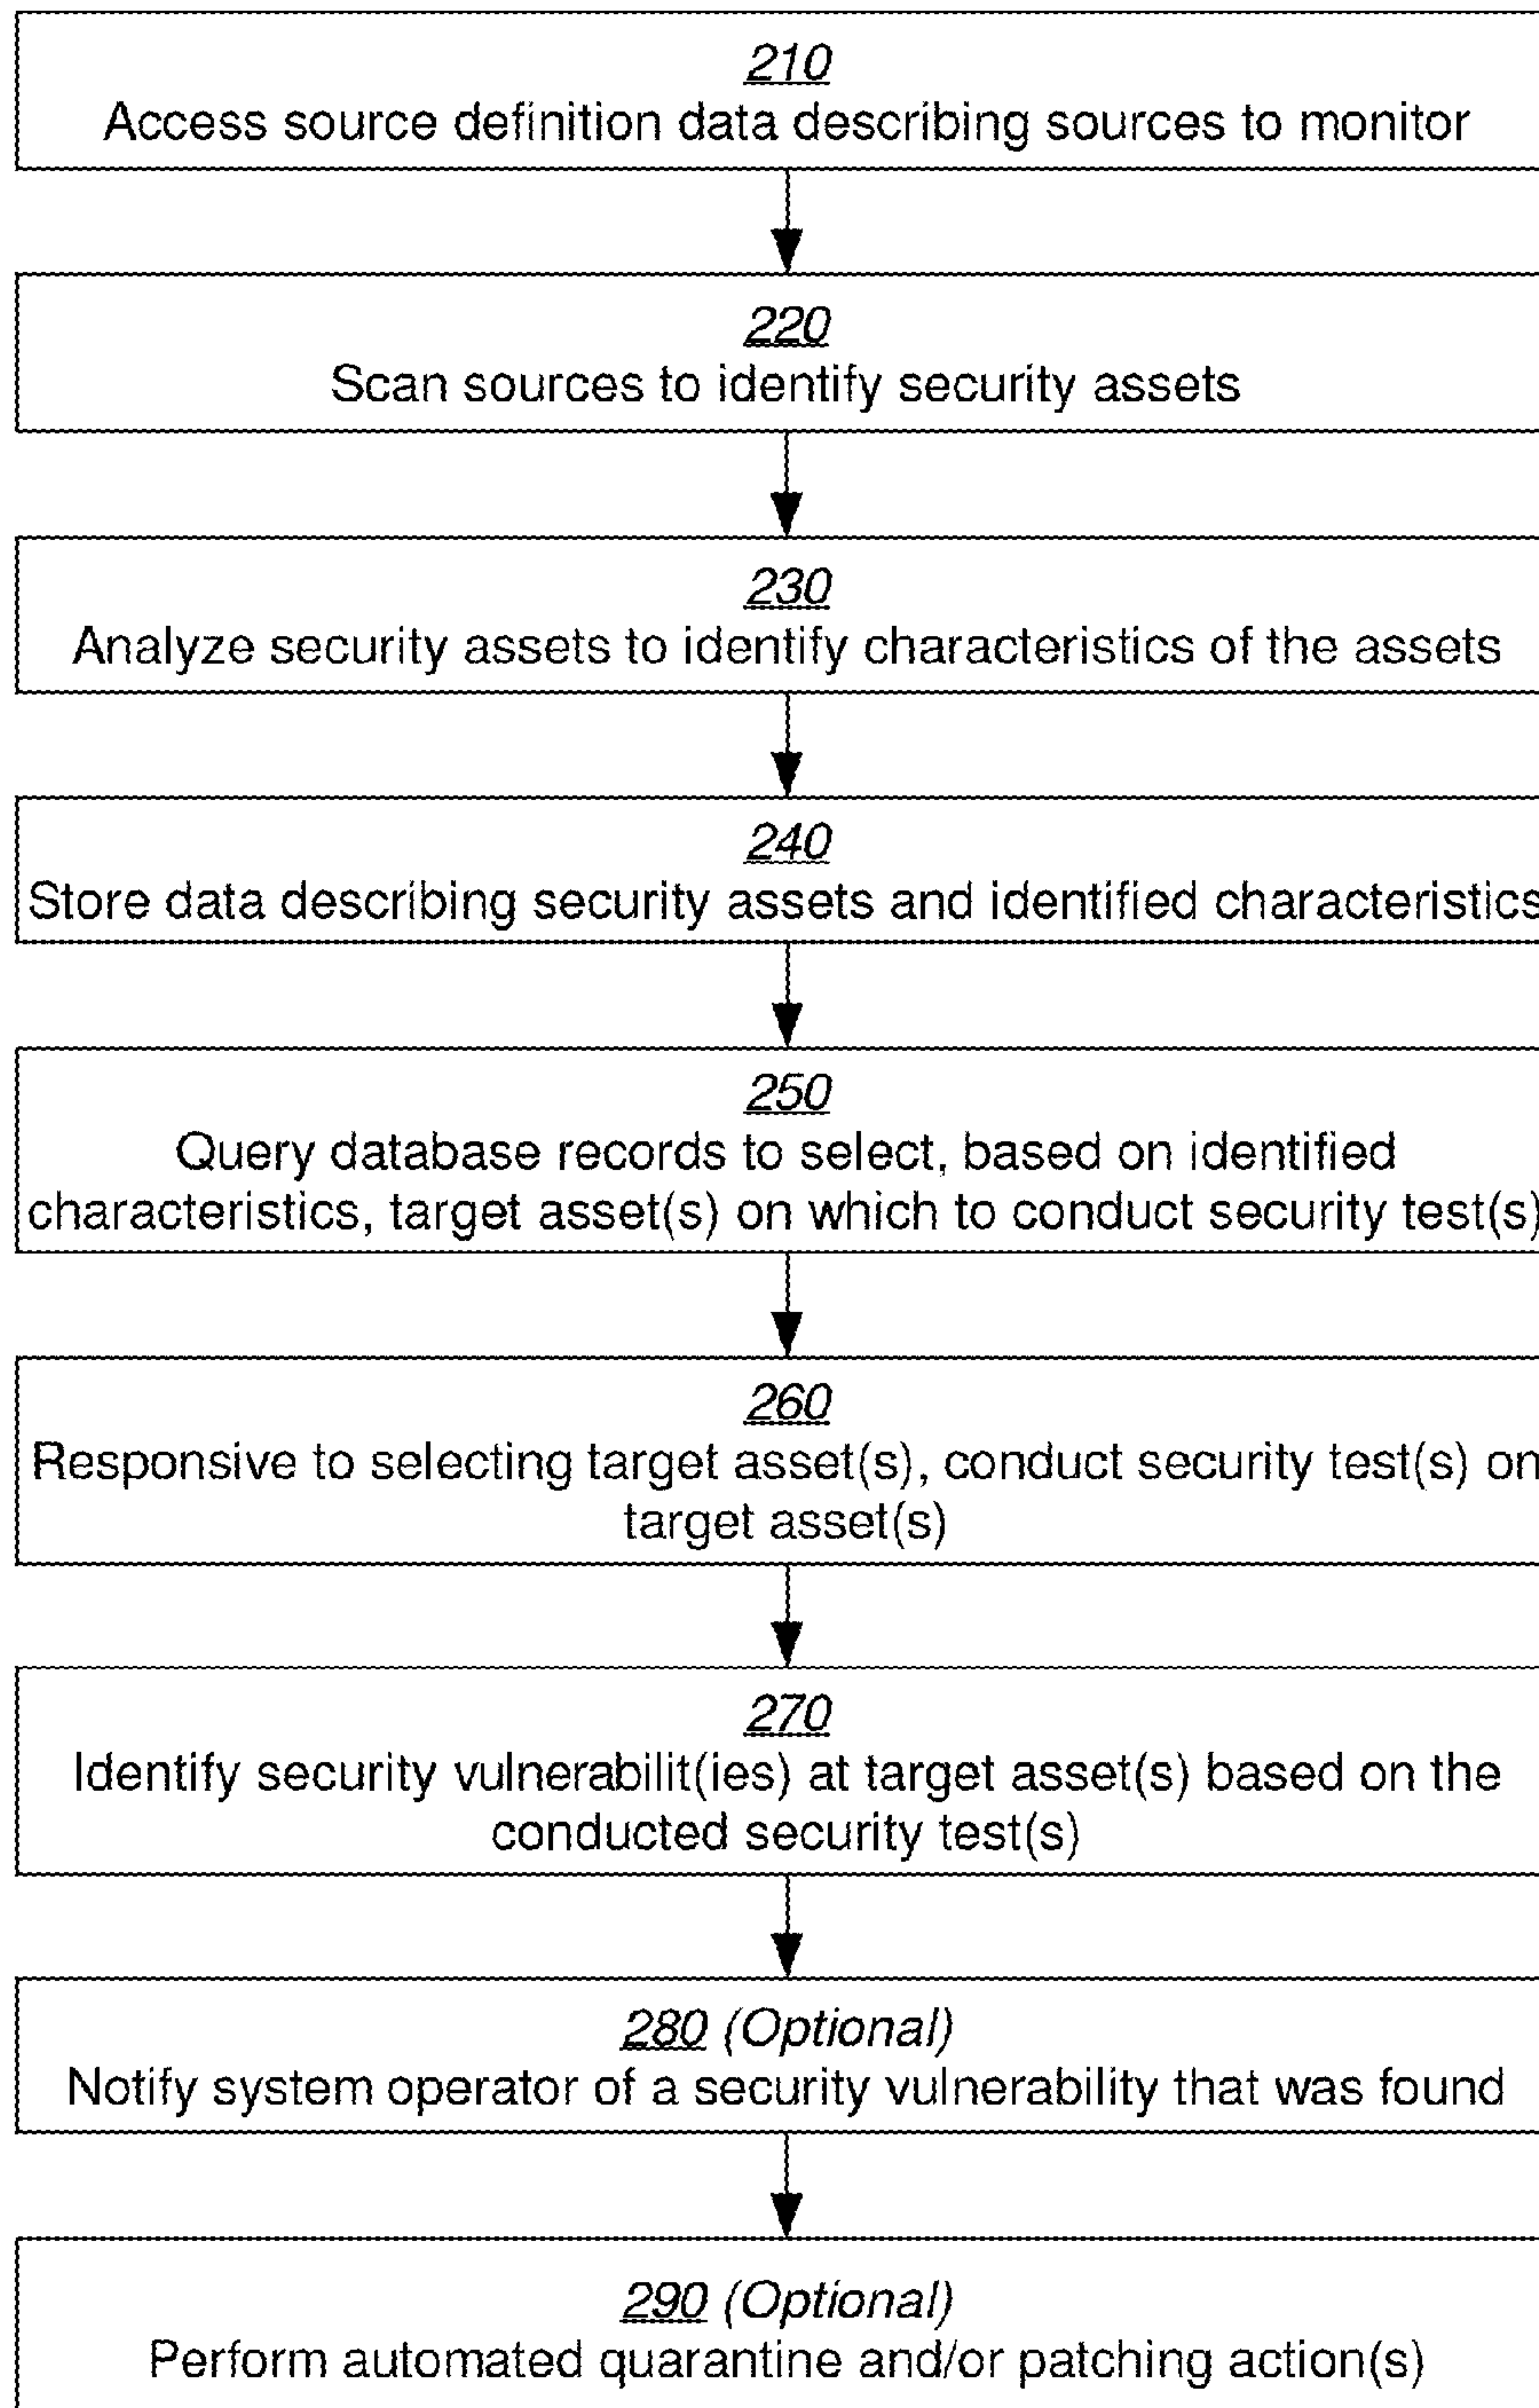 210
Access source definition data describing sources to monitor
220
Scan sources to identify security assets
230
Analyze security assets to identify characteristics of the assets
240
Store data describing security assets and identified characteristics
250
Query database records to select, based on identified
characteristics, target asset(s) on which to conduct security test(s)
260
Responsive to selecting target asset(s), conduct security test(s) on
target asset(s)
270
Identify security vulnerabilit(ies) at target asset(s) based on the
conducted security test(s)
280 (Optional)
Notify system operator of a security vulnerability that was found
290 (Optional)
Perform automated quarantine and/or patching action(s)